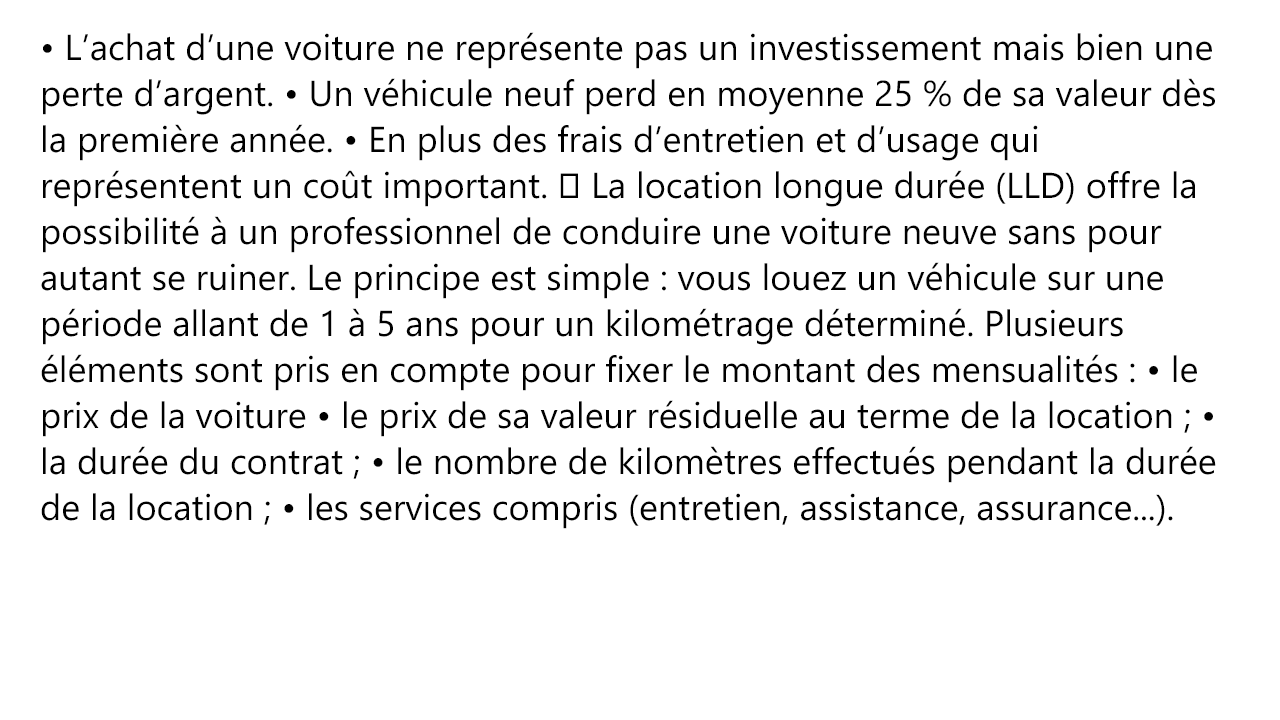 • L’achat d’une voiture ne représente pas un investissement mais bien une
perte d’argent. • Un véhicule neuf perd en moyenne 25 % de sa valeur dès
la première année. • En plus des frais d’entretien et d’usage qui
représentent un coût important. 􏰀 La location longue durée (LLD) offre la
possibilité à un professionnel de conduire une voiture neuve sans pour
autant se ruiner. Le principe est simple : vous louez un véhicule sur une
période allant de 1 à 5 ans pour un kilométrage déterminé. Plusieurs
éléments sont pris en compte pour fixer le montant des mensualités : • le
prix de la voiture • le prix de sa valeur résiduelle au terme de la location ; •
la durée du contrat ; • le nombre de kilomètres effectués pendant la durée
de la location ; • les services compris (entretien, assistance, assurance...).